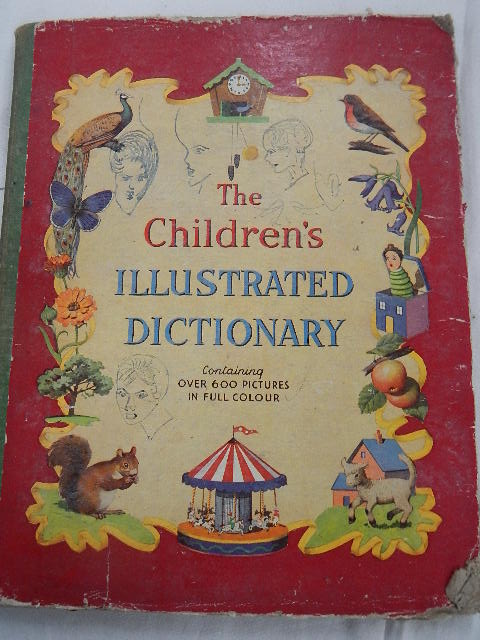 The
Children's
ILLUSTRATED
DICTIONARY
Containing
OVER 600 PICTURES
IN FULL COLOUR